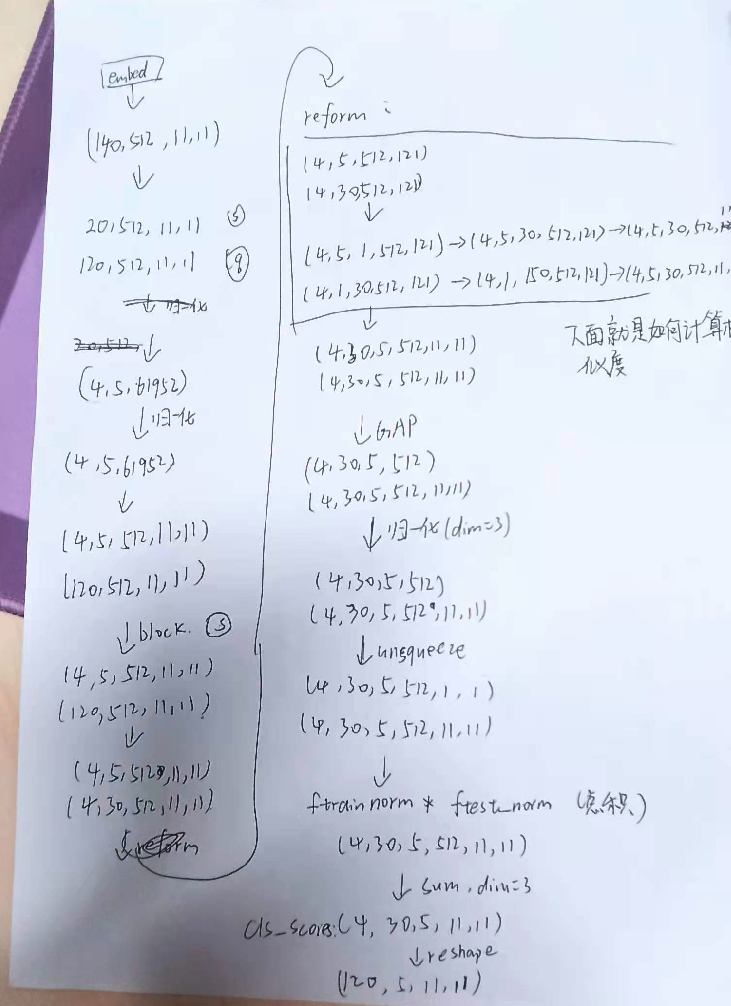 embed
↓
(140,512,11,11)
↓
20,512,11,11 Ⓢ
120,512,11,11 ⓠ
↓归一化
20,512,↓
(4,5,61952)
↓归一化
(4,5,61952)
↓
(4,5,512,11,11)
(120,512,11,11)
↓block. Ⓢ
(4,5,512,11,11)
(120,512,11,11)
↓
(4,5,512,11,11)
(4,30,512,11,11)
↓reform
reform:
(4,5,512,121)
(4,30,512,121)
↓
(4,5,1,512,121)→(4,5,30,512,121)→(4,5,30,512,11
(4,1,30,512,121)→(4,1,150,512,121)→(4,5,30,512,11,
↓
(4,30,5,512,11,11)
(4,30,5,512,11,11)
下面就是如何计算
似度
↓GAP
(4,30,5,512)
(4,30,5,512,11,11)
↓归一化(dim=3)
(4,30,5,512)
(4,30,5,512,11,11)
↓unsqueeze
(4,30,5,512,1,1)
(4,30,5,512,11,11)
↓
ftrain norm * ftest_norm (点积)
(4,30,5,512,11,11)
↓sum,dim=3
cls_scores:(4,30,5,11,11)
↓reshape
(120,5,11,11)